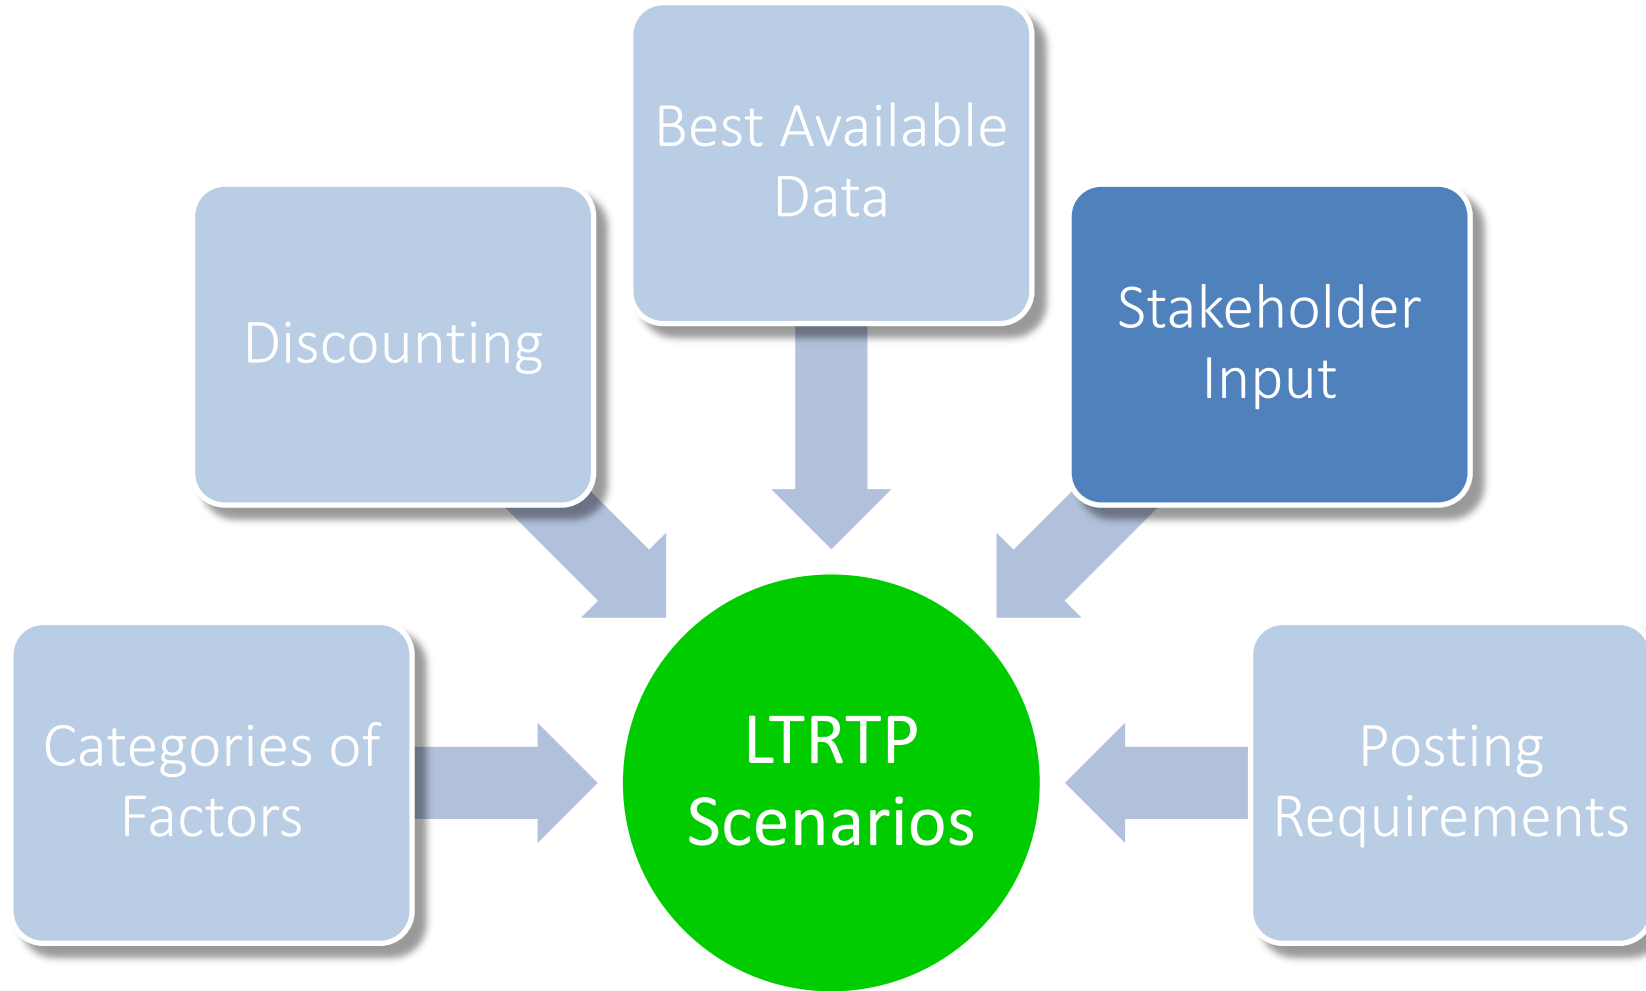 Best Available
Data
Discounting
Stakeholder
Input
Categories of
Factors
LTRTP
Scenarios
Posting
Requirements